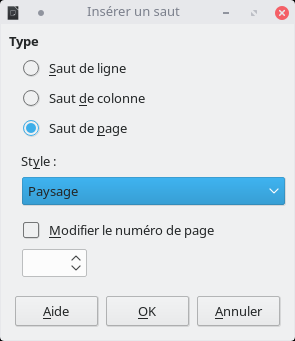 Insérer un saut
Type
Saut de ligne
Saut de colonne
Saut de page
Style :
Paysage
Modifier le numéro de page
Aide
OK
Annuler